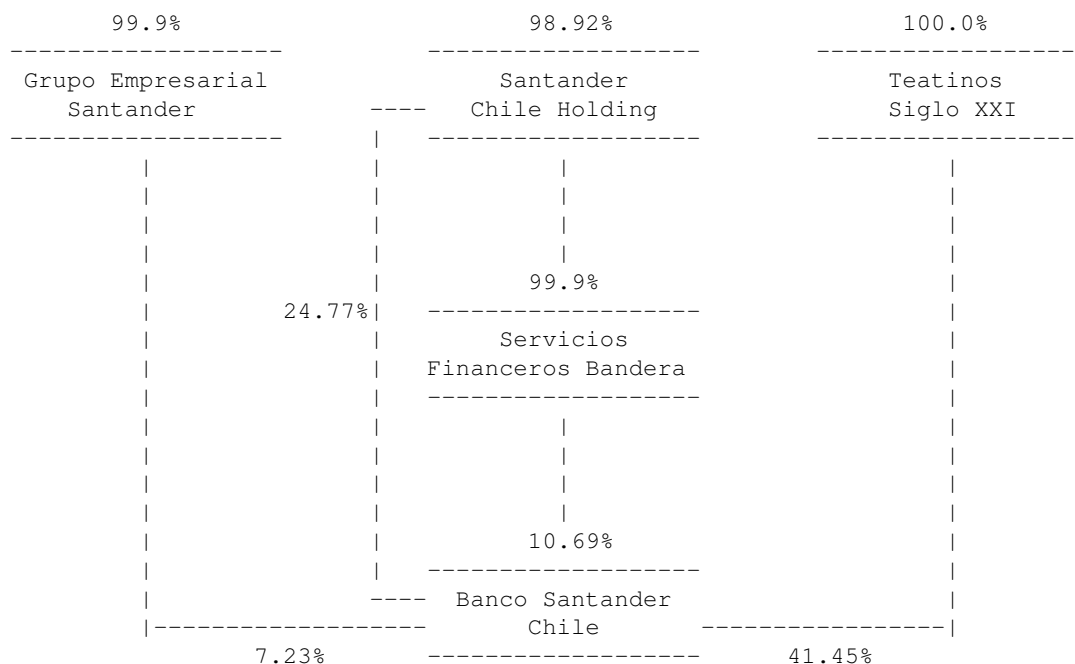 99.9% 98.92% 100.0%
Grupo Empresarial Santander Teatinos
Santander Chile Holding Siglo XXI
99.9%
24.77%
Servicios
Financeros Bandera
10.69%
Banco Santander
Chile
7.23% 41.45%